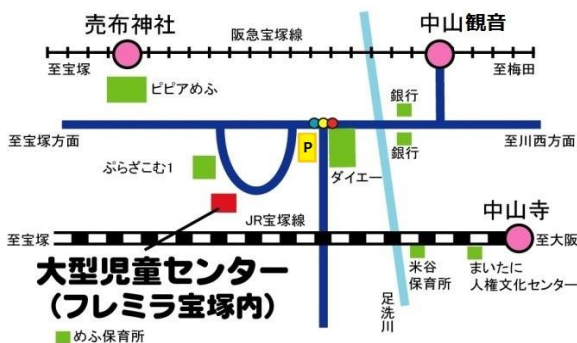 売布神社
阪急宝塚線
中山観音
至宝塚
至梅田
ピピアめふ
銀行
至宝塚方面
P
至川西方面
ぷらざこむ1
ダイエー
銀行
JR宝塚線
中山寺
至宝塚
至大阪
大型児童センター
(フレミラ宝塚内)
米谷
保育所
まいたに
人権文化センター
足洗川
めふ保育所